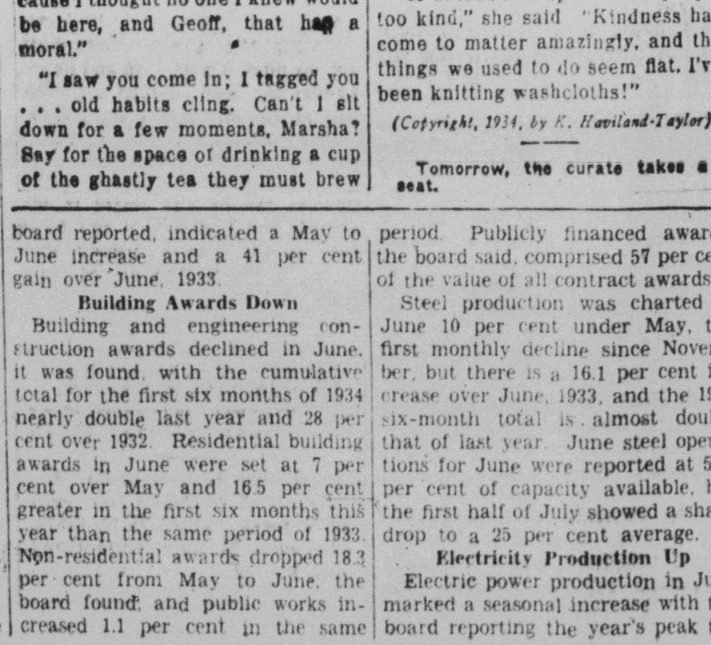 be here, and Geoff, that has a
moral."
"I saw you come in; I tagged you
. . . old habits cling. Can't I sit
down for a few moments, Marsha?
Say for the space of drinking a cup
of the ghastly tea they must brew
too kind," she said "Kindness ha
come to matter amazingly, and th
things we used to do seem flat. I'v
been knitting washcloths!"
(Copyright, 1934, by K. Haviland-Taylor)
Tomorrow, the curate takes a
seat.
board reported, indicated a May to
June increase and a 41 per cent
gain over June, 1933.
Building Awards Down
Building and engineering con-
struction awards declined in June,
it was found, with the cumulative
total for the first six months of 1934
nearly double last year and 28 per
cent over 1932. Residential building
awards in June were set at 7 per
cent over May and 16.5 per cent
greater in the first six months this
year than the same period of 1933.
Non-residential awards dropped 18.3
per cent from May to June, the
board found, and public works in-
creased 1.1 per cent in the same
period. Publicly financed awar
the board said, comprised 57 per ce
of the value of all contract awards
Steel production was charted
June 10 per cent under May, t
first monthly decline since Nove
ber, but there is a 16.1 per cent i
crease over June, 1933, and the 19
six-month total is almost dou
that of last year. June steel ope
tions for June were reported at 5
per cent of capacity available, h
the first half of July showed a sha
drop to a 25 per cent average.
Electricity Production Up
Electric power production in Ju
marked a seasonal increase with t
board reporting the year's peak t